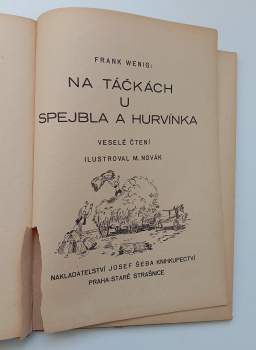 FRANK WENIG:
NA TÁČKÁCH
U
SPEJBLA A HURVÍNKA
VESELÉ ČTENÍ
ILUSTROVAL M. NOVÁK
NAKLADATELSTVÍ JOSEF ŠEBA KNIHKUPECTVÍ
PRAHA-STARÉ STRAŠNICE